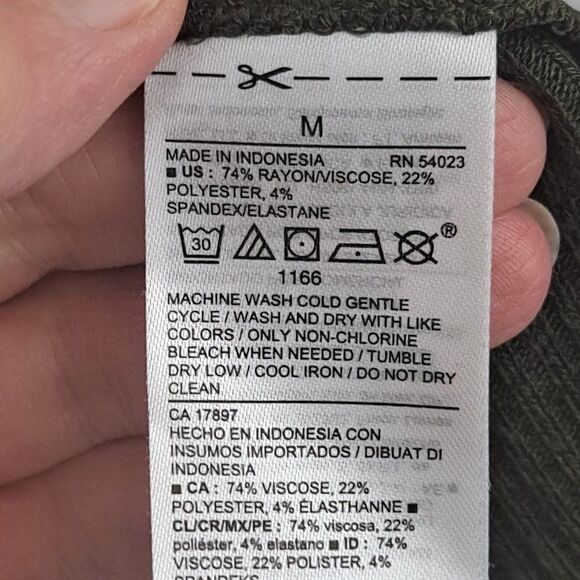 M
MADE IN INDONESIA RN 54023
■ US : 74% RAYON/VISCOSE, 22%
POLYESTER, 4%
SPANDEX/ELASTANE
30 ®
1166
MACHINE WASH COLD GENTLE
CYCLE / WASH AND DRY WITH LIKE
COLORS / ONLY NON-CHLORINE
BLEACH WHEN NEEDED / TUMBLE
DRY LOW / COOL IRON / DO NOT DRY
CLEAN
CA 17897
HECHO EN INDONESIA CON
INSUMOS IMPORTADOS / DIBUAT DI
INDONESIA
■ CA : 74% VISCOSE, 22%
POLYESTER, 4% ÉLASTHANNE ■
CL/CR/MX/PE : 74% viscosa, 22%
poliéster, 4% elastano ■ ID : 74%
VISKOSA, 22% POLIESTER, 4%